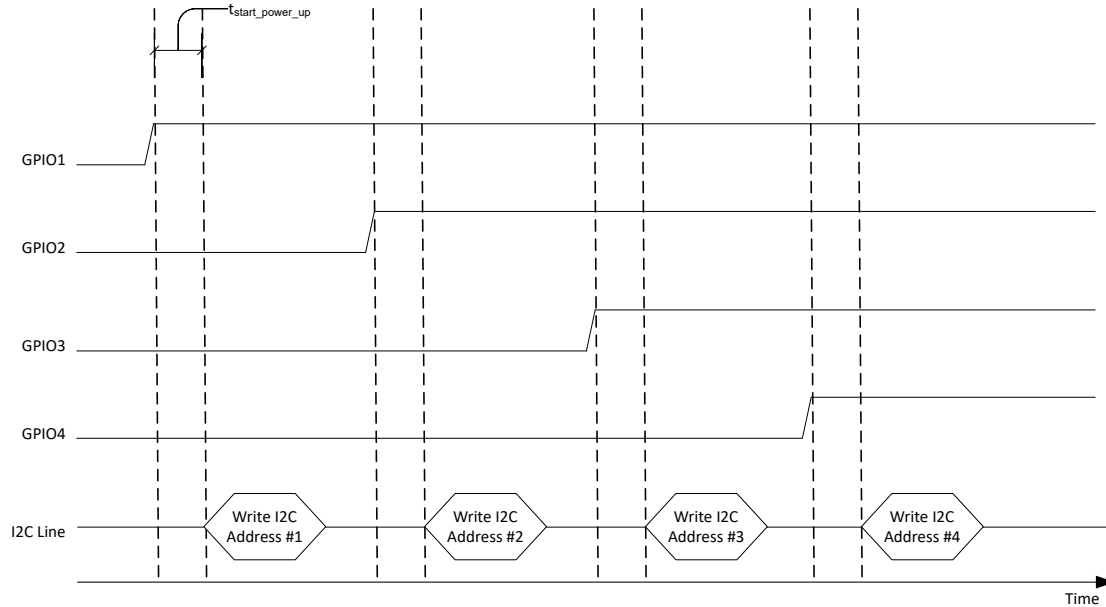 tstart_power_up
GPIO1
GPIO2
GPIO3
GPIO4
I2C Line
Write I2C
Address #1
Write I2C
Address #2
Write I2C
Address #3
Write I2C
Address #4
Time